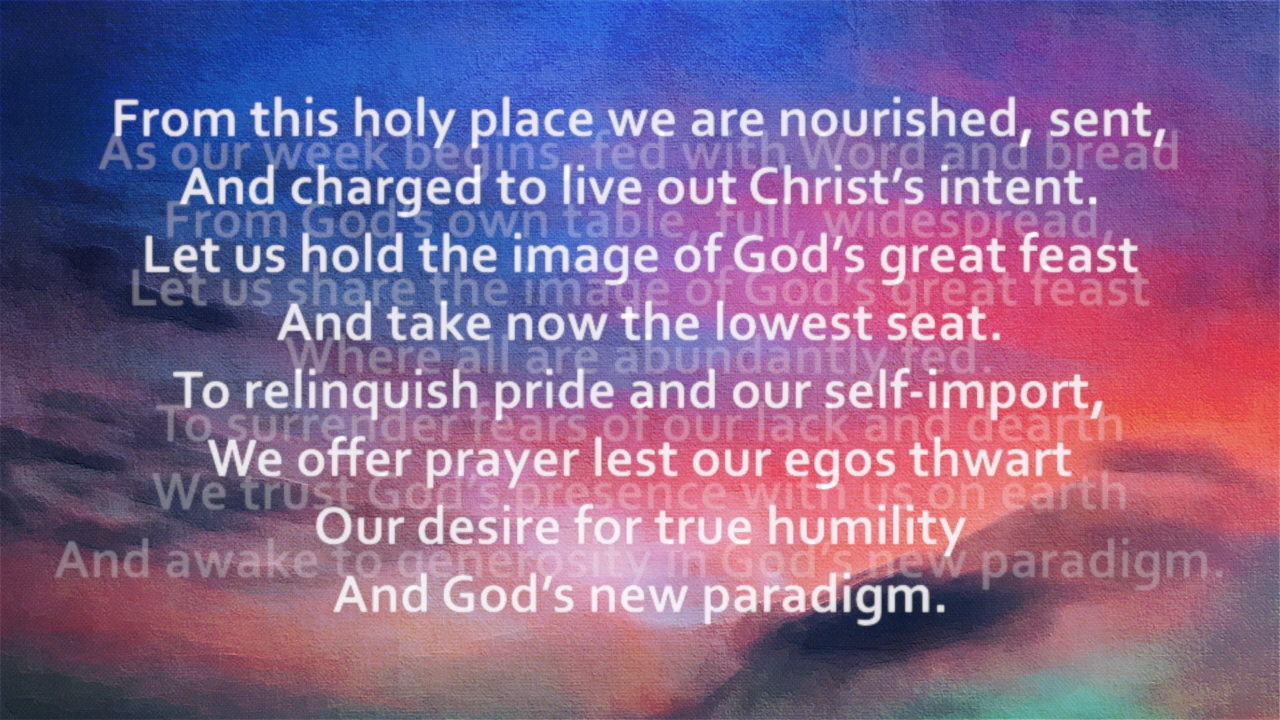 From this holy place we are nourished, sent,
As our week begins, fed with Word and bread
And charged to live out Christ's intent.
From God's own table, full, widespread,
Let us hold the image of God's great feast
Let us share the image of God's great feast
And take now the lowest seat.
Where all are abundantly fed.
To relinquish pride and our self-import,
To surrender fears of our lack and dearth
We offer prayer lest our egos thwart
We trust God's presence with us on earth
Our desire for true humility
And awake to generosity in God's new paradigm.
And God's new paradigm.